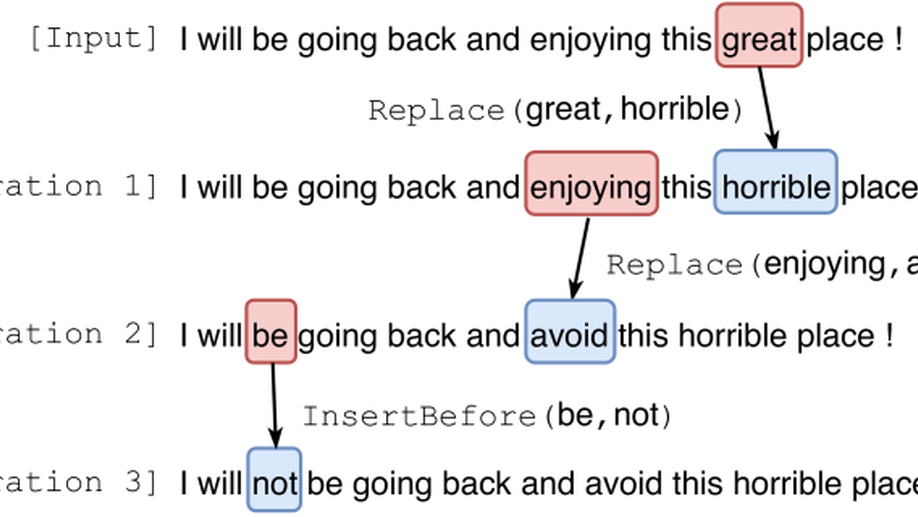 [Input] I will be going back and enjoying this great place !
Replace(great, horrible)
ration 1] I will be going back and enjoying this horrible place
Replace(enjoying, a
ration 2] I will be going back and avoid this horrible place !
InsertBefore(be, not)
ration 3] I will not be going back and avoid this horrible place